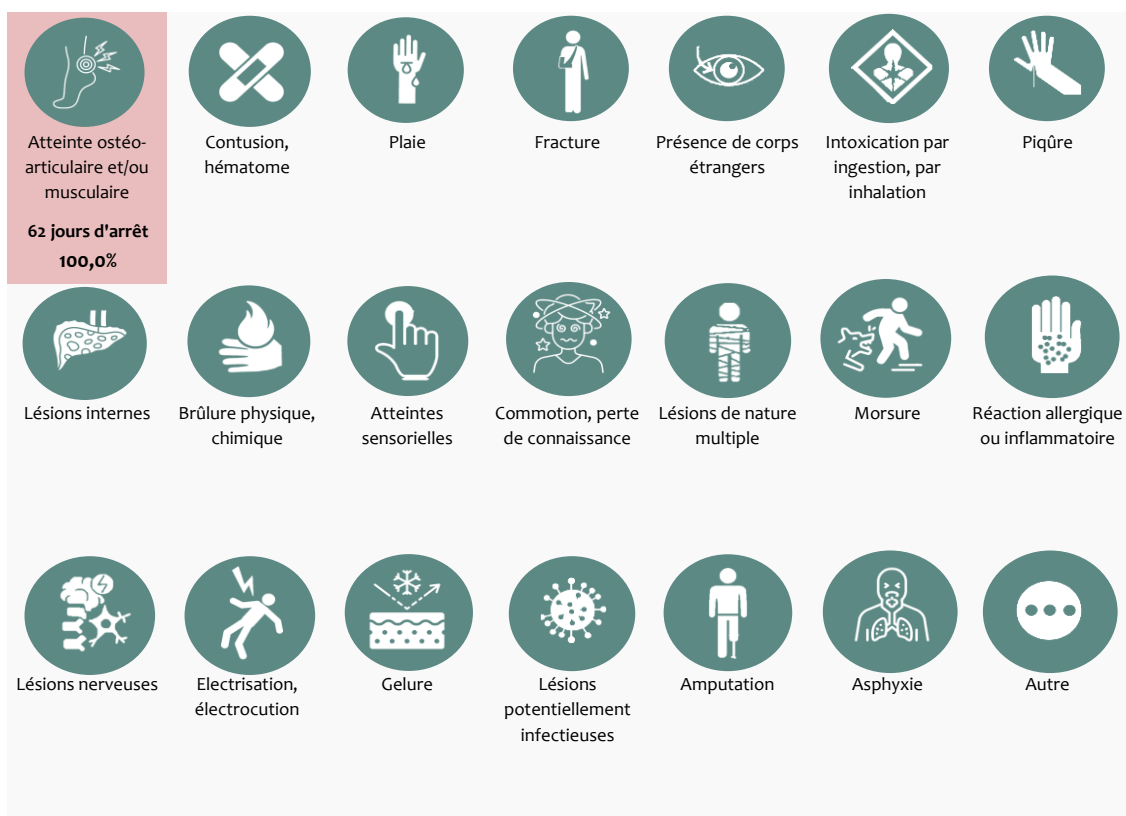 Atteinte ostéo-
articulaire et/ou
musculaire
62 jours d'arrêt
100,0%
Contusion,
hématome
Plaie
Fracture
Présence de corps
étrangers
Intoxication par
ingestion, par
inhalation
Piqûre
Lésions internes
Brûlure physique,
chimique
Atteintes
sensorielles
Commotion, perte
de connaissance
Lésions de nature
multiple
Morsure
Réaction allergique
ou inflammatoire
Lésions nerveuses
Electrisation,
électrocution
Gelure
Lésions
potentiellement
infectieuses
Amputation
Asphyxie
Autre